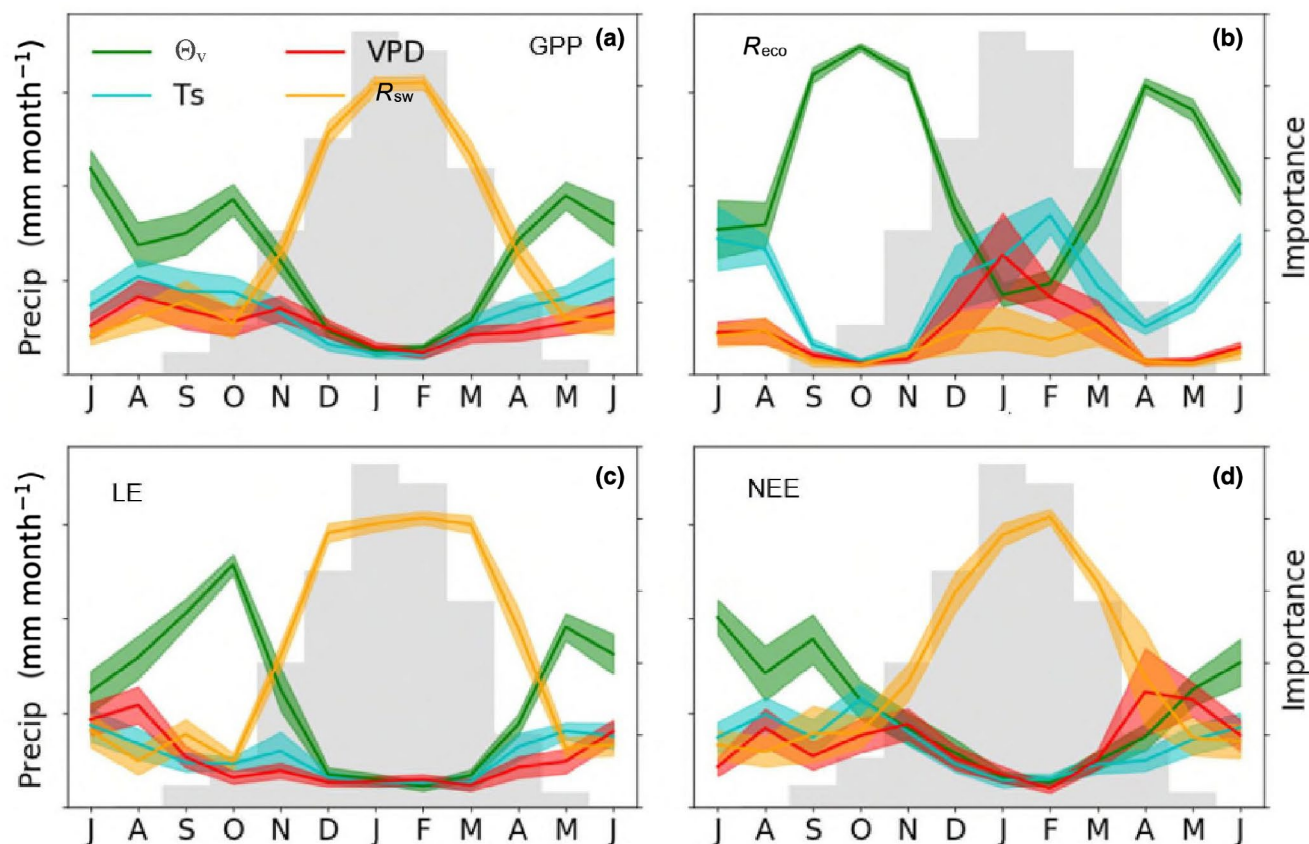 Θv VPD GPP (a)
Ts Rsw
Precip (mm month−1)
J A S O N D J F M A M J
Reco (b)
Importance
J A S O N D J F M A M J
LE (c)
Precip (mm month−1)
J A S O N D J F M A M J
NEE (d)
Importance
J A S O N D J F M A M J